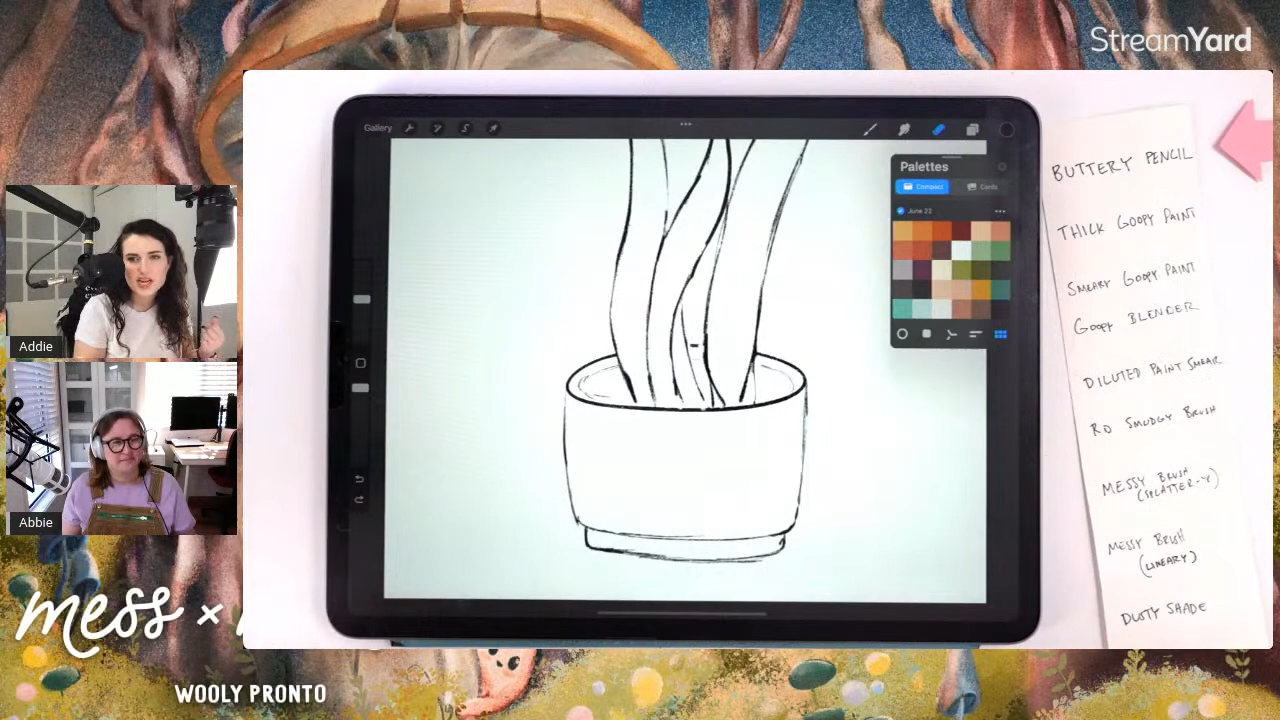 StreamYard
Gallery
Palettes
Compact
Cards
June 22
BUTTERY PENCIL
THICK GOOPY PAINT
SMEARY GOOPY PAINT
GOOPY BLENDER
DILUTED PAINT SMEAR
RD SMUDGY BRUSH
MESSY BRUSH
(SPLATTER-Y)
MESSY BRUSH
(LINEARY)
DUSTY SHADE
Addie
Abbie
mess ×
WOOLY PRONTO